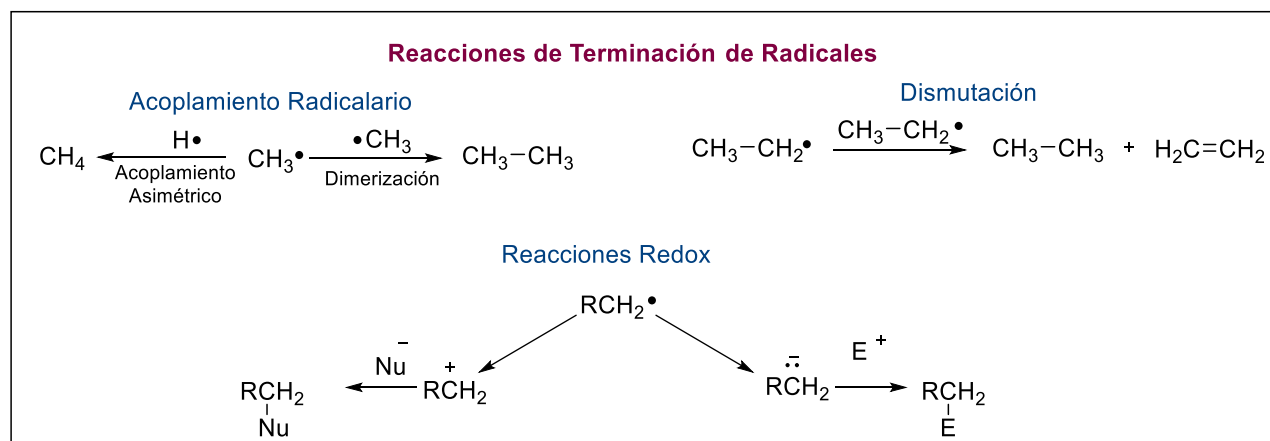 Reacciones de Terminación de Radicales
Acoplamiento Radicalario
Dismutación
H•
•CH₃
CH₄
CH₃•
CH₃−CH₃
Acoplamiento
Asimétrico
Dimerización
CH₃−CH₂•
CH₃−CH₂•
CH₃−CH₃ + H₂C=CH₂
Reacciones Redox
RCH₂•
Nu⁻
E⁺
RCH₂
Nu
RCH₂⁺
RCH₂⁻
RCH₂
E